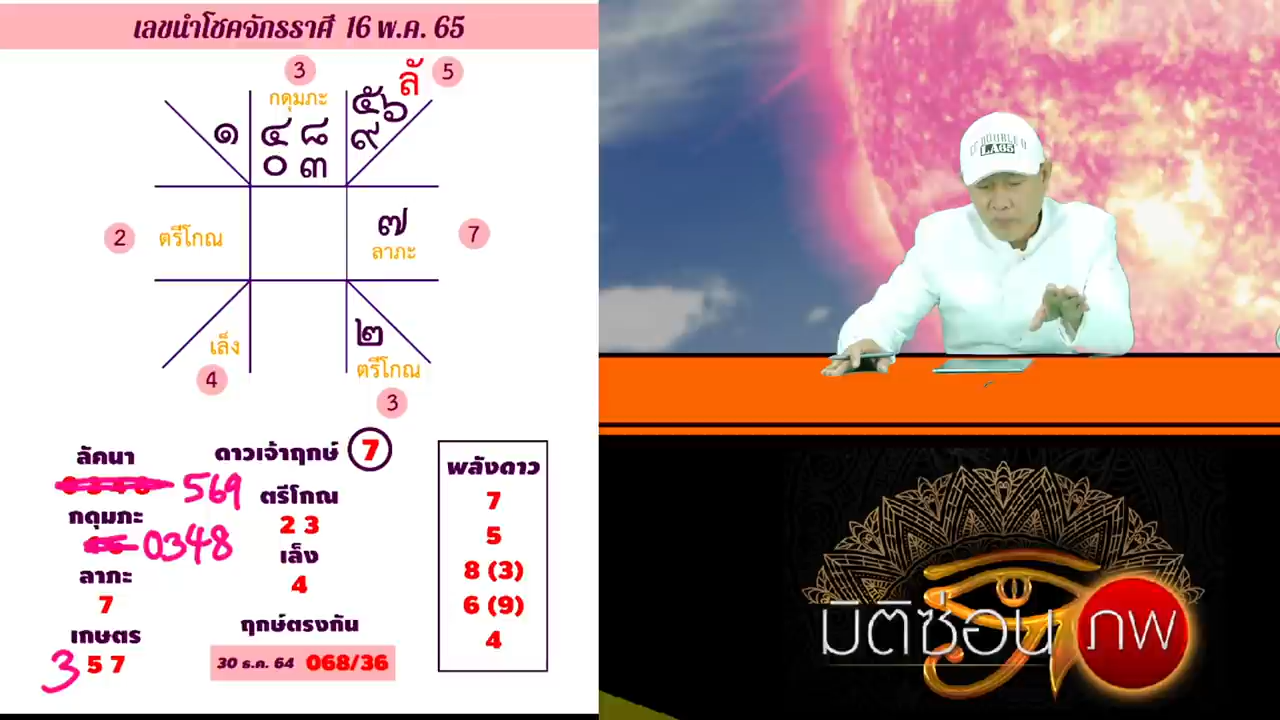 เลขนำโชคจักรราศี 16 พ.ค. 65
3
5
ลั
กดุมภะ
๕
๖
๑
๔ ๘
๙
๐ ๓
2
ตรีโกณ
๗
ลาภะ
7
๒
เล็ง
ตรีโกณ
4
3
ลัคนา
569
กดุมภะ
0348
ลาภะ
7
เกษตร
3 5 7
ดาวเจ้าฤกษ์ 7
ตรีโกณ
2 3
เล็ง
4
ฤกษ์ตรงกัน
30 ธ.ค. 64 068/36
พลังดาว
7
5
8 (3)
6 (9)
4
LA65
มิติซ่อนภพ